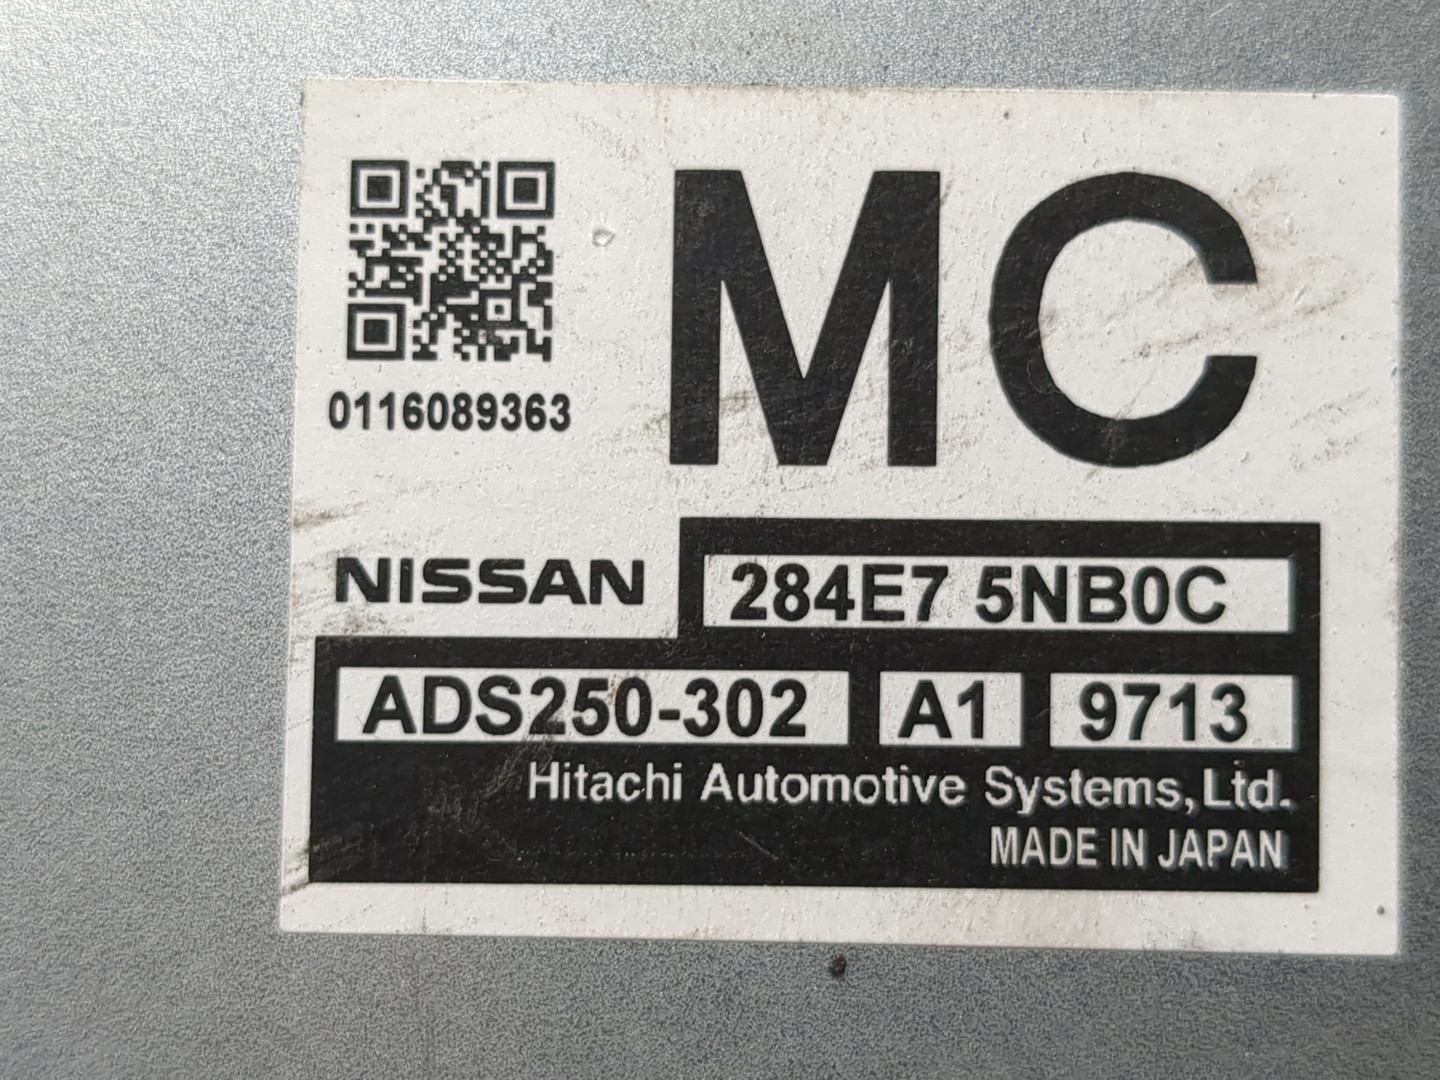 MC
0116089363
NISSAN 284E7 5NB0C
ADS250-302 A1 9713
Hitachi Automotive Systems,Ltd.
MADE IN JAPAN